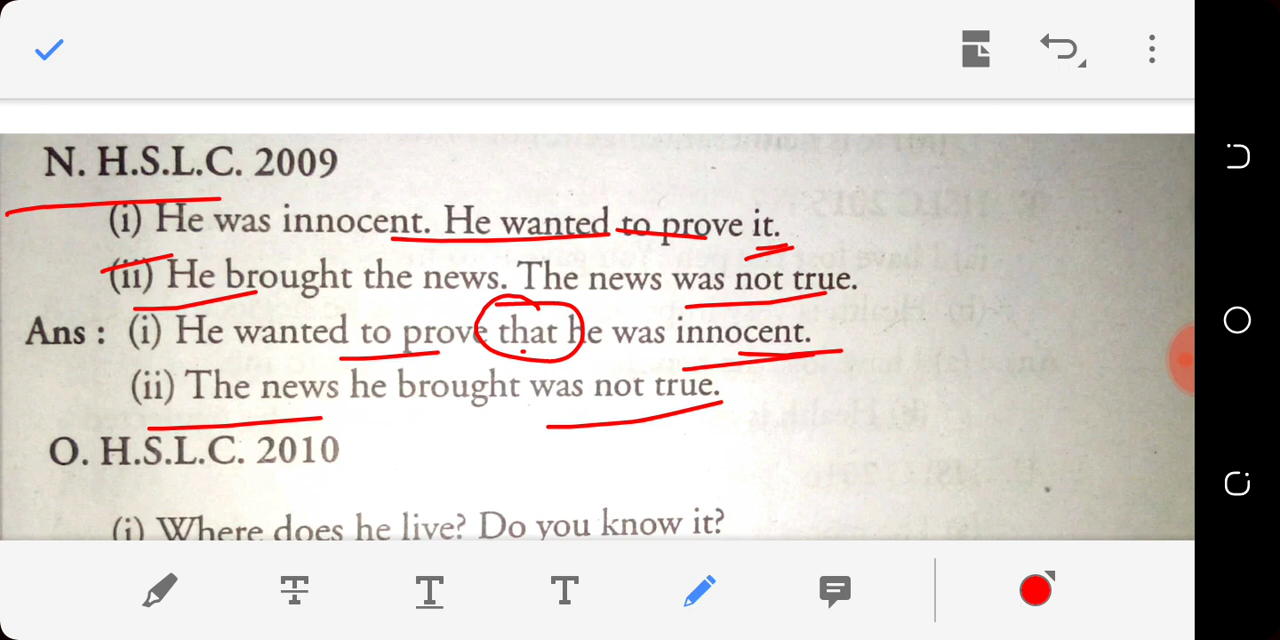 N. H.S.L.C. 2009
(i) He was innocent. He wanted to prove it.
(ii) He brought the news. The news was not true.
Ans : (i) He wanted to prove that he was innocent.
(ii) The news he brought was not true.
O. H.S.L.C. 2010
(i) Where does he live? Do you know it?
T
T
T